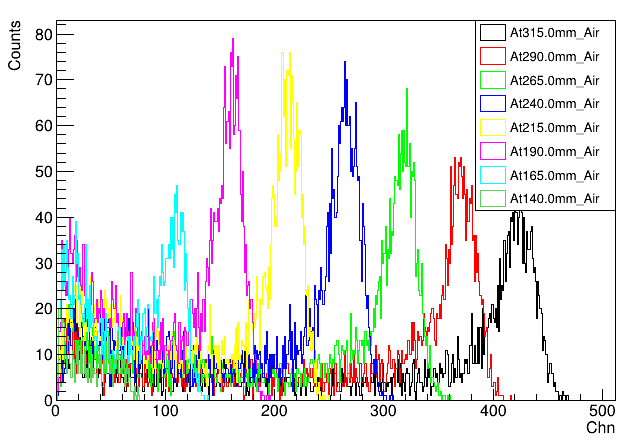 Counts
80
70
60
50
40
30
20
10
0
0 100 200 300 400 500
Chn
At315.0mm_Air
At290.0mm_Air
At265.0mm_Air
At240.0mm_Air
At215.0mm_Air
At190.0mm_Air
At165.0mm_Air
At140.0mm_Air